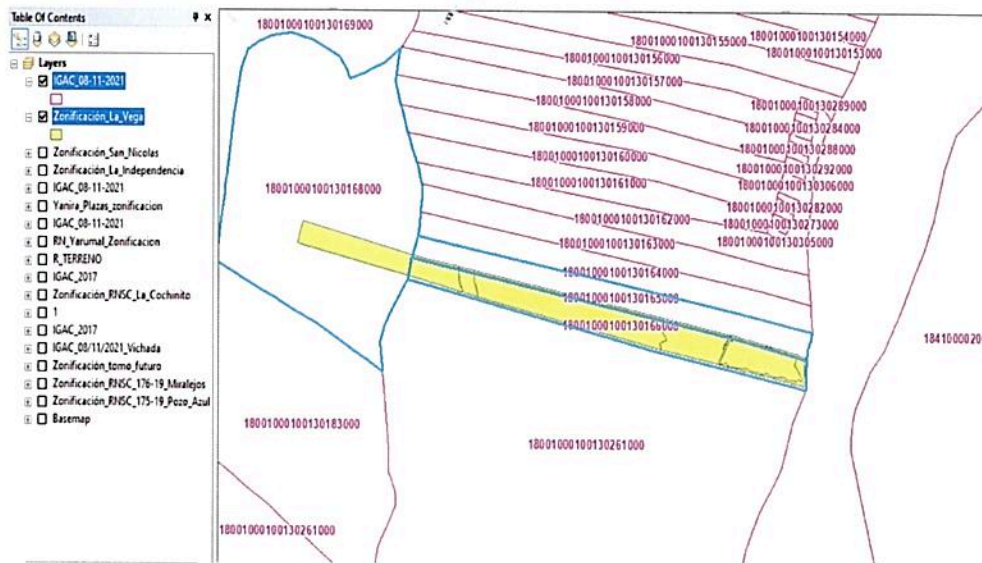 Table Of Contents
Layers
IGAC_08-11-2021
Zonificación_La_Vega
Zonificación_San_Nicolas
Zonificación_La_Independencia
IGAC_08-11-2021
Yanira_Plazas_zonificacion
IGAC_08-11-2021
RN_Yarumal_Zonificacion
R_TERRENO
IGAC_2017
Zonificación_RNSC_La_Cochinito
1
IGAC_2017
IGAC_08/11/2021_Vichada
Zonificación_tomo_futuro
Zonificación_RNSC_176-19_Miralejos
Zonificación_RNSC_175-19_Pozo_Azul
Basemap
18001000100130169000
18001000100130154000
18001000100130155000
18001000100130153000
18001000100130156000
18001000100130157000
18001000100130158000
18001000100130289000
18001000100130159000
18001000100130284000
18001000100130288000
18001000100130160000
18001000100130292000
18001000100130168000
18001000100130161000
18001000100130306000
18001000100130282000
18001000100130162000
18001000100130273000
18001000100130163000
18001000100130305000
18001000100130164000
18001000100130165000
18001000100130166000
1841000020
18001000100130183000
18001000100130261000
18001000100130261000